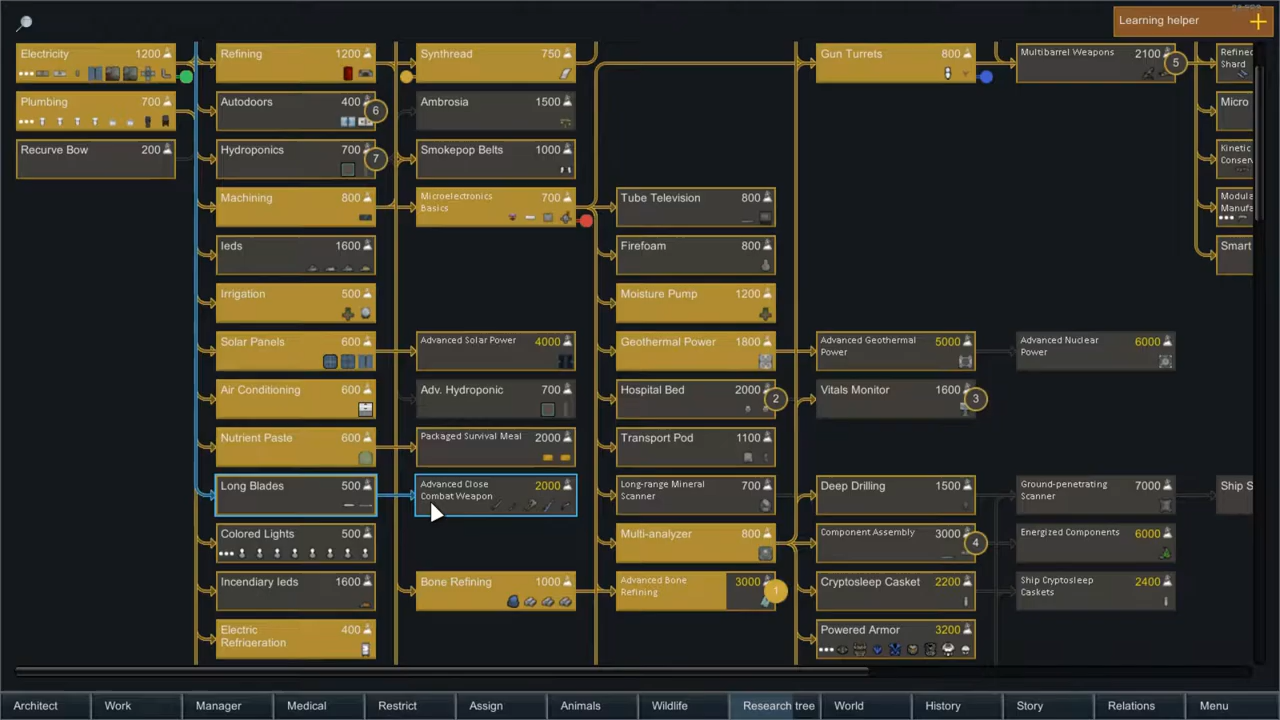 Learning helper
Electricity 1200
Refining 1200
Synthread 750
Gun Turrets 800
Multibarrel Weapons 2100
5
Refined
Shard
Plumbing 700
Autodoors 400
6
Ambrosia 1500
Micro
Recurve Bow 200
Hydroponics 700
7
Smokepop Belts 1000
Kinetic
Conserv
Machining 800
Microelectronics
Basics
700
Tube Television 800
Modula
Manufa
Ieds 1600
Firefoam 800
Smart
Irrigation 500
Moisture Pump 1200
Solar Panels 600
Advanced Solar Power 4000
Geothermal Power 1800
Advanced Geothermal
Power
5000
Advanced Nuclear
Power
6000
Air Conditioning 600
Adv. Hydroponic 700
Hospital Bed 2000
2
Vitals Monitor 1600
3
Nutrient Paste 600
Packaged Survival Meal 2000
Transport Pod 1100
Long Blades 500
Advanced Close
Combat Weapon
2000
Long-range Mineral
Scanner
700
Deep Drilling 1500
Ground-penetrating
Scanner
7000
Ship S
Colored Lights 500
Multi-analyzer 800
Component Assembly 3000
4
Energized Components 6000
Incendiary Ieds 1600
Bone Refining 1000
Advanced Bone
Refining
3000
1
Cryptosleep Casket 2200
Ship Cryptosleep
Caskets
2400
Electric
Refrigeration
400
Powered Armor 3200
Architect Work Manager Medical Restrict Assign Animals Wildlife Research tree World History Story Relations Menu